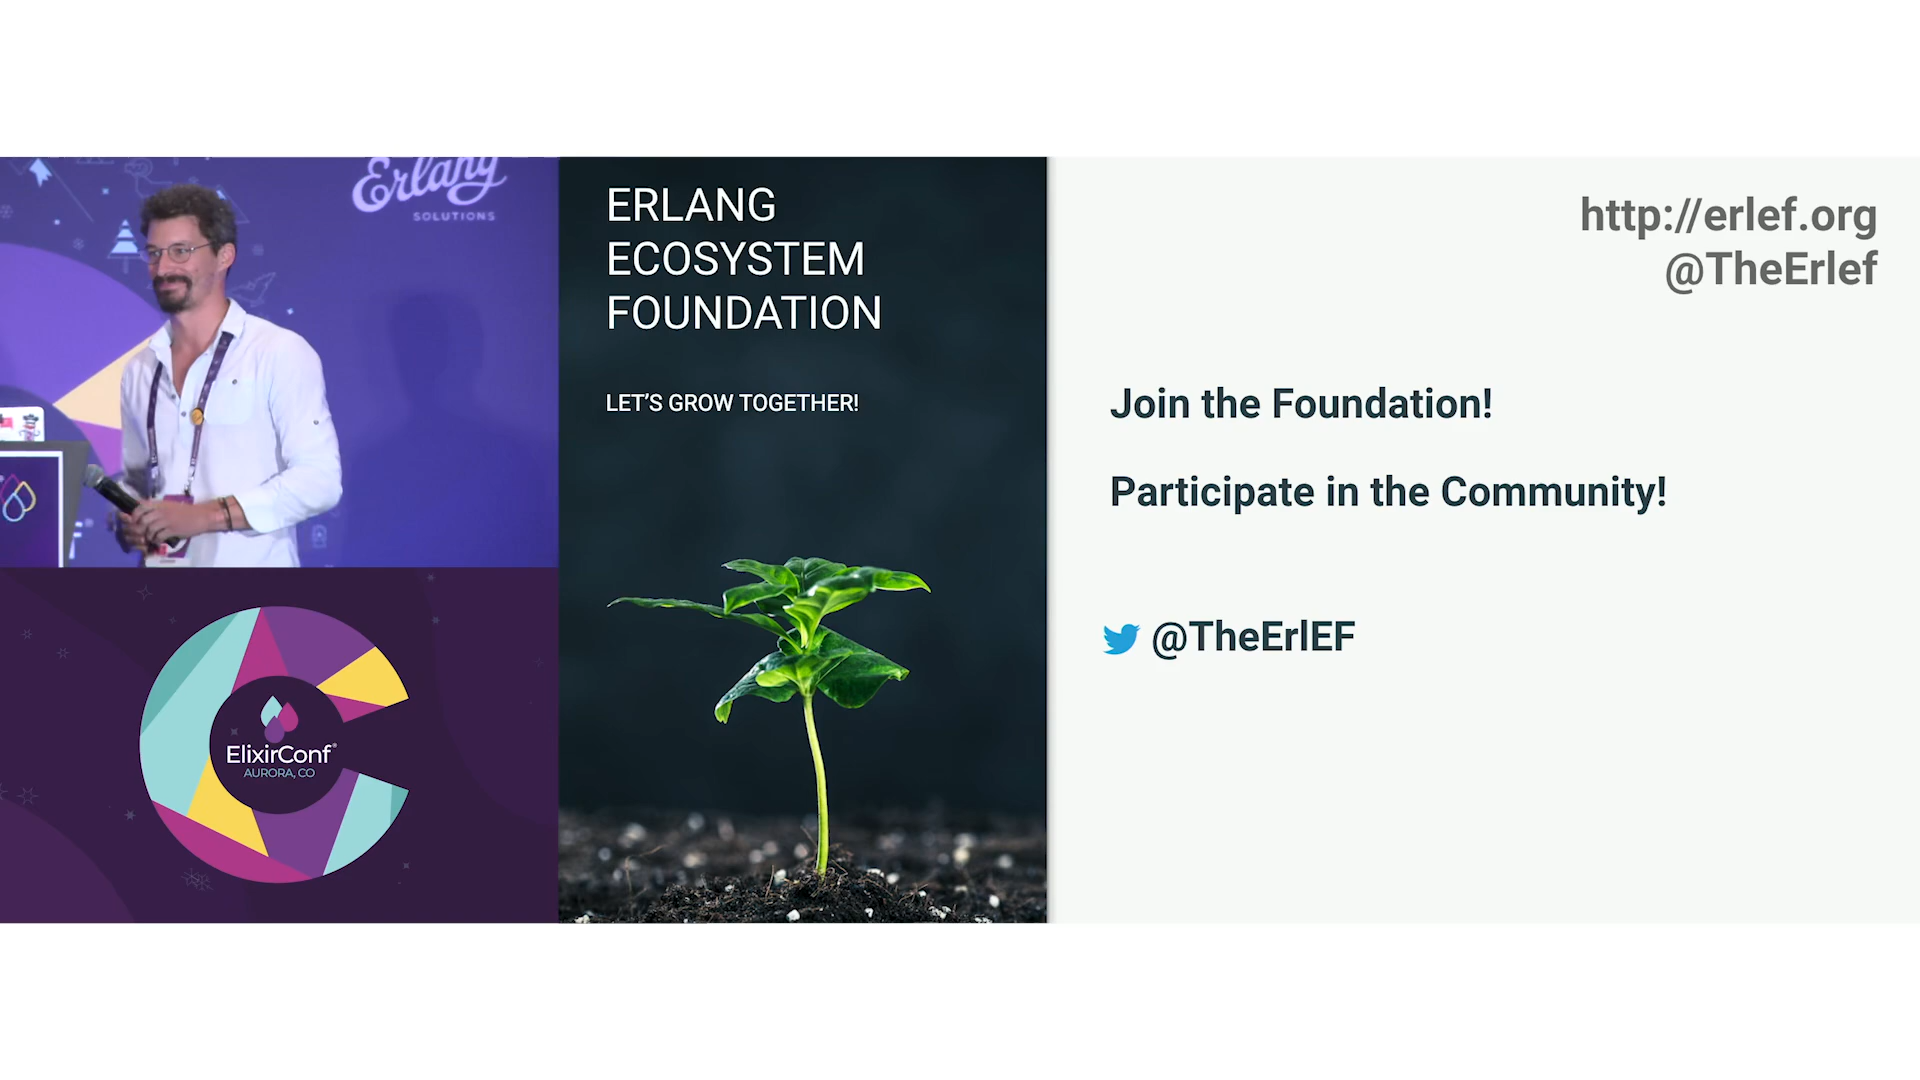 Erlang
SOLUTIONS
ERLANG
ECOSYSTEM
FOUNDATION
LET'S GROW TOGETHER!
http://erlef.org
@TheErlef
Join the Foundation!
Participate in the Community!
@TheErlEF
ElixirConf
AURORA, CO